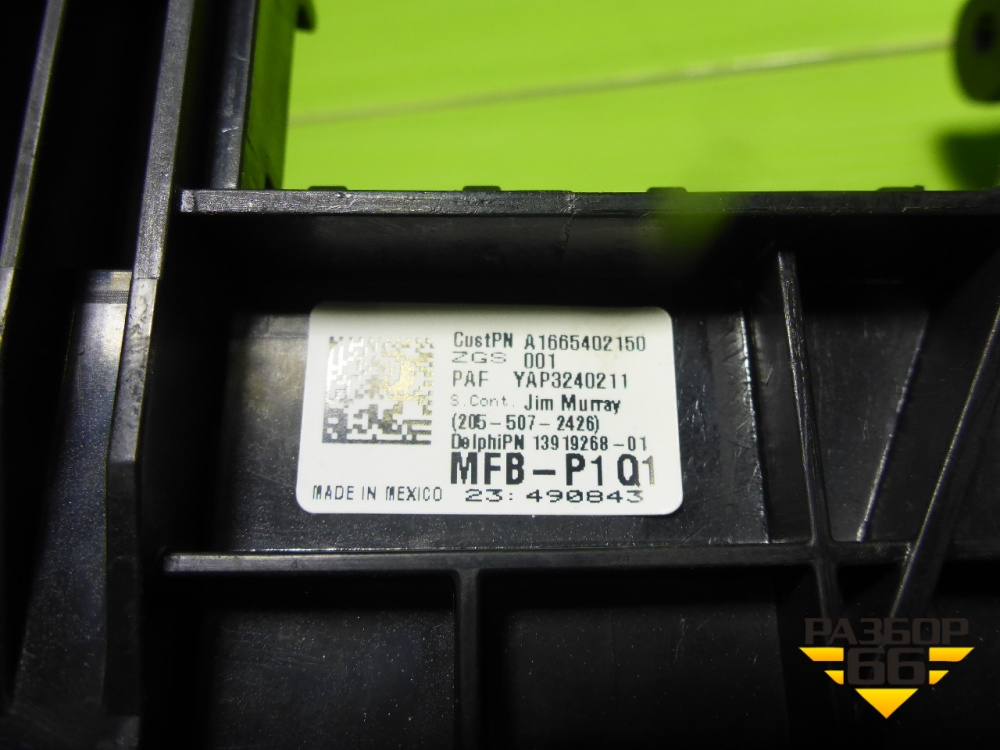 CustPN A1665402150
ZGS 001
PAF YAP3240211
S.Cont. Jim Murray
(205-507-2426)
DelphiPN 13919268-01
MFB-P1Q1
MADE IN MEXICO 23:490843
РАЗБОР
66